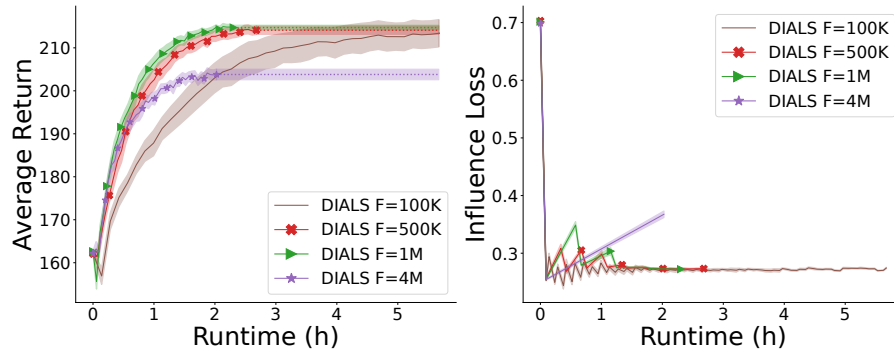 Average Return
210
200
190
180
170
160
0
1
2
3
4
5
Runtime (h)
DIALS F=100K
DIALS F=500K
DIALS F=1M
DIALS F=4M
Influence Loss
0.7
0.6
0.5
0.4
0.3
0
1
2
3
4
5
Runtime (h)
DIALS F=100K
DIALS F=500K
DIALS F=1M
DIALS F=4M